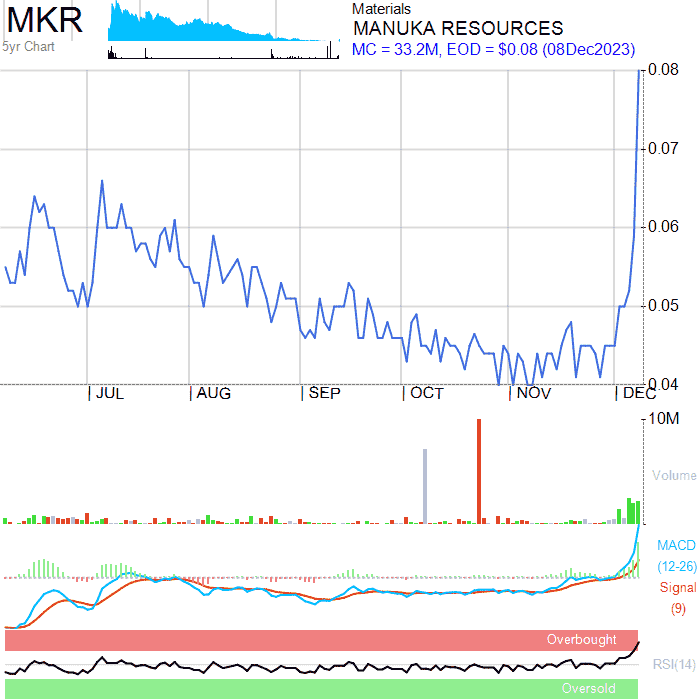 MKR
5yr Chart
Materials
MANUKA RESOURCES
MC = 33.2M, EOD = $0.08 (08Dec2023)
0.08
0.07
0.06
0.05
0.04
JUL
AUG
SEP
OCT
NOV
DEC
10M
Volume
MACD
(12-26)
Signal
(9)
Overbought
RSI(14)
Oversold